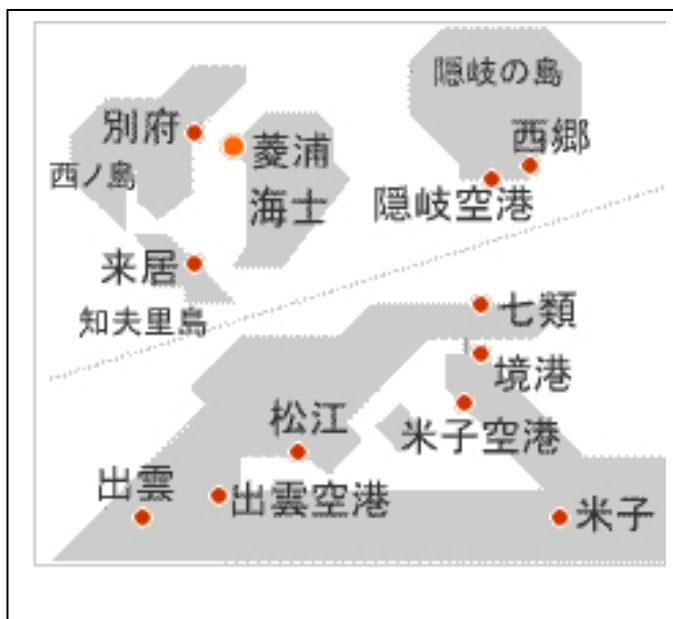 隠岐の島
別府
菱浦
西郷
西ノ島
海士
隠岐空港
来居
知夫里島
七類
境港
松江
米子空港
出雲
出雲空港
米子